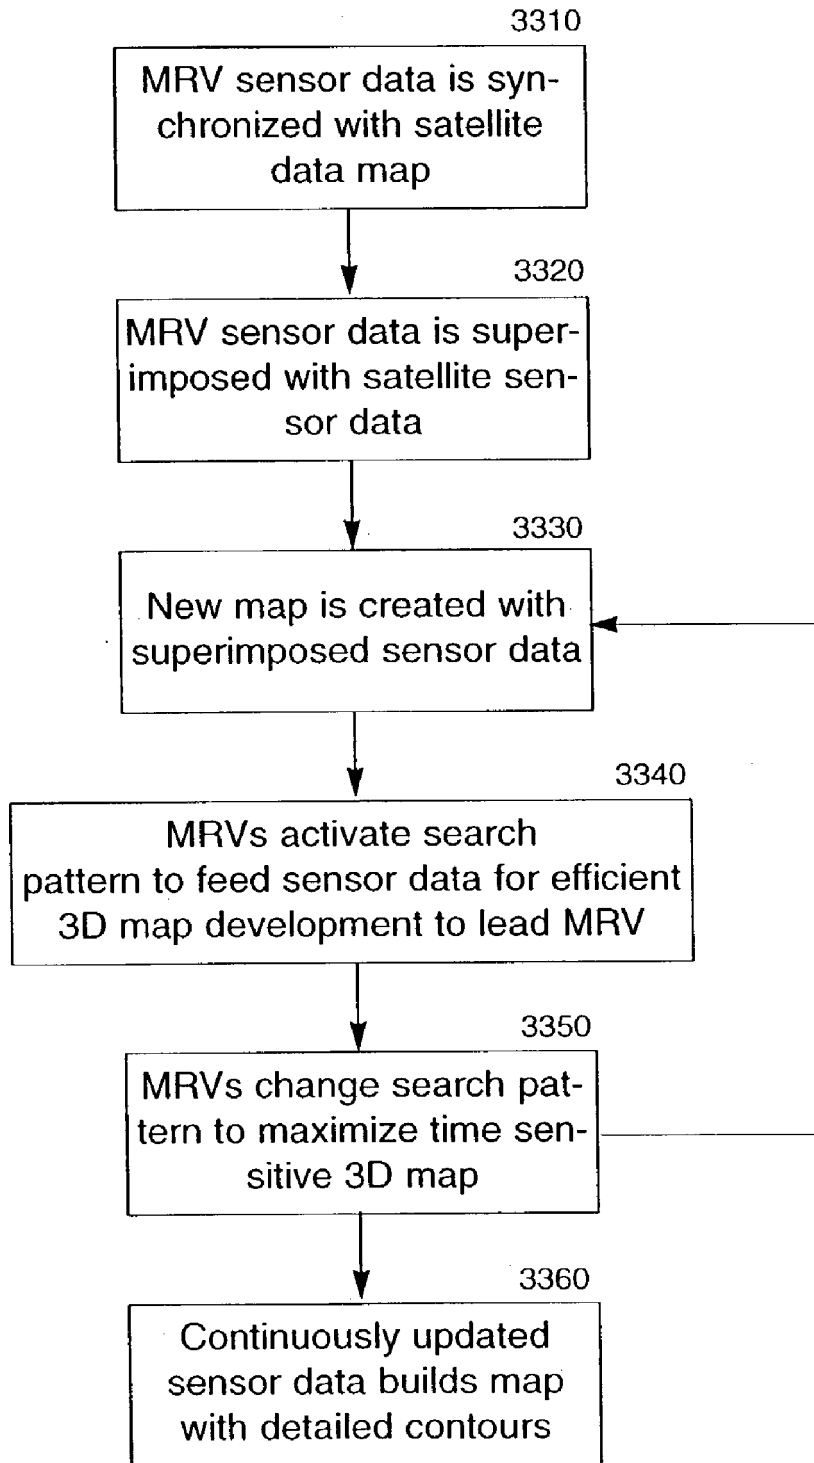 3310
MRV sensor data is syn-
chronized with satellite
data map
3320
MRV sensor data is super-
imposed with satellite sen-
sor data
3330
New map is created with
superimposed sensor data
3340
MRVs activate search
pattern to feed sensor data for efficient
3D map development to lead MRV
3350
MRVs change search pat-
tern to maximize time sen-
sitive 3D map
3360
Continuously updated
sensor data builds map
with detailed contours